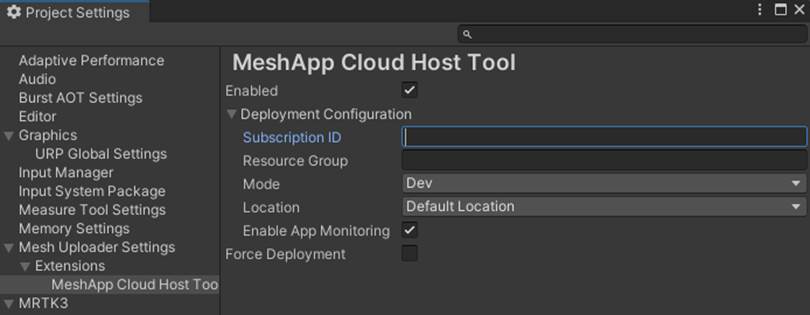 Project Settings
Adaptive Performance
Audio
Burst AOT Settings
Editor
Graphics
URP Global Settings
Input Manager
Input System Package
Measure Tool Settings
Memory Settings
Mesh Uploader Settings
Extensions
MeshApp Cloud Host Too
MRTK3
MeshApp Cloud Host Tool
Enabled
Deployment Configuration
Subscription ID
Resource Group
Mode Dev
Location Default Location
Enable App Monitoring
Force Deployment